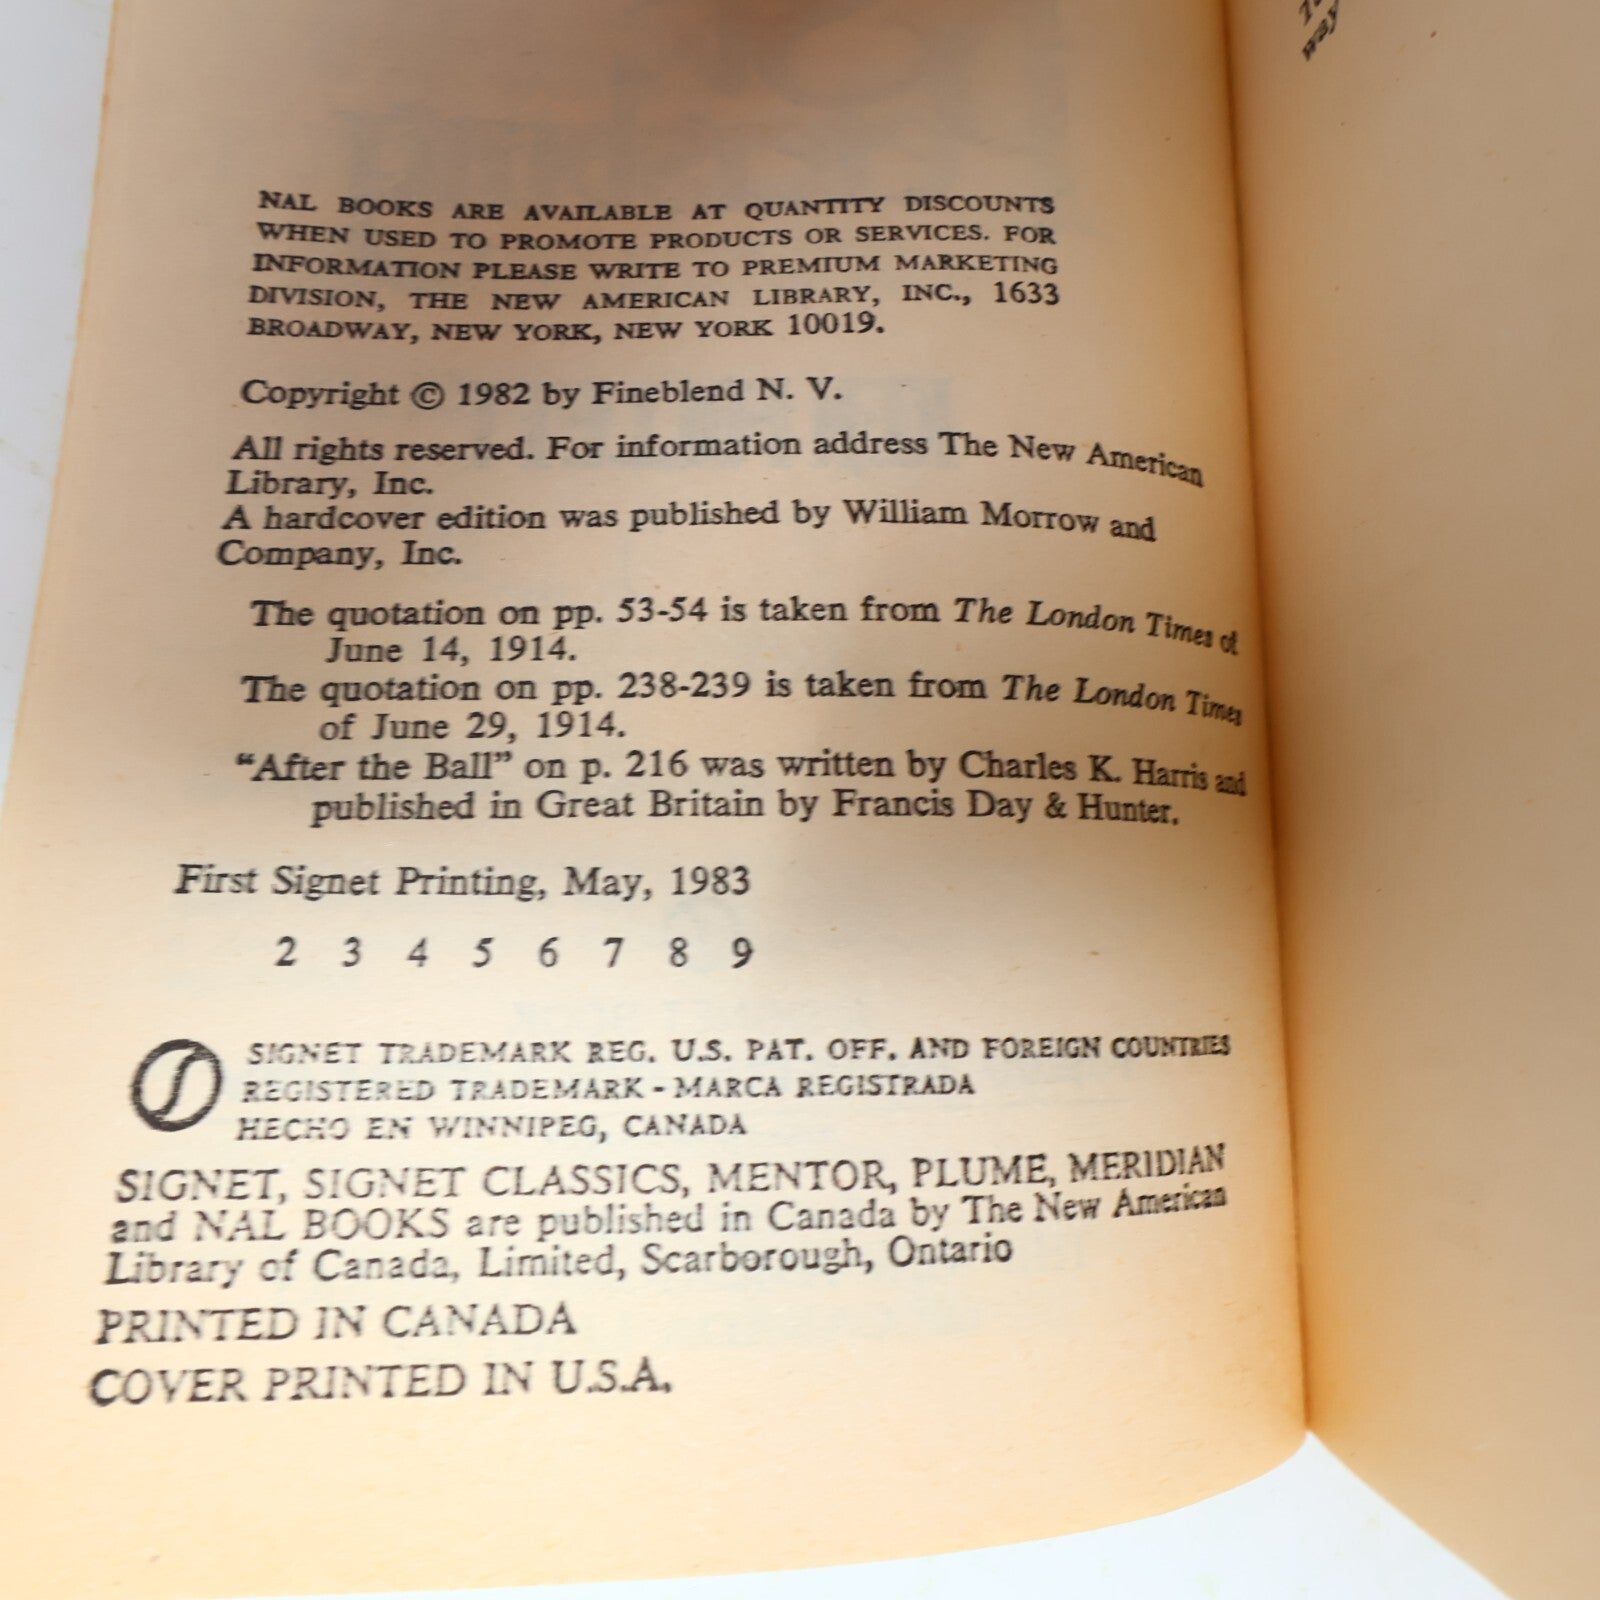 way
NAL BOOKS ARE AVAILABLE AT QUANTITY DISCOUNTS
WHEN USED TO PROMOTE PRODUCTS OR SERVICES. FOR
INFORMATION PLEASE WRITE TO PREMIUM MARKETING
DIVISION, THE NEW AMERICAN LIBRARY, INC., 1633
BROADWAY, NEW YORK, NEW YORK 10019.
Copyright © 1982 by Fineblend N. V.
All rights reserved. For information address The New American
Library, Inc.
A hardcover edition was published by William Morrow and
Company, Inc.
The quotation on pp. 53-54 is taken from The London Times of
June 14, 1914.
The quotation on pp. 238-239 is taken from The London Times
of June 29, 1914.
"After the Ball" on p. 216 was written by Charles K. Harris and
published in Great Britain by Francis Day & Hunter.
First Signet Printing, May, 1983
2 3 4 5 6 7 8 9
SIGNET TRADEMARK REG. U.S. PAT. OFF. AND FOREIGN COUNTRIES
REGISTERED TRADEMARK - MARCA REGISTRADA
HECHO EN WINNIPEG, CANADA
SIGNET, SIGNET CLASSICS, MENTOR, PLUME, MERIDIAN
and NAL BOOKS are published in Canada by The New American
Library of Canada, Limited, Scarborough, Ontario
PRINTED IN CANADA
COVER PRINTED IN U.S.A.